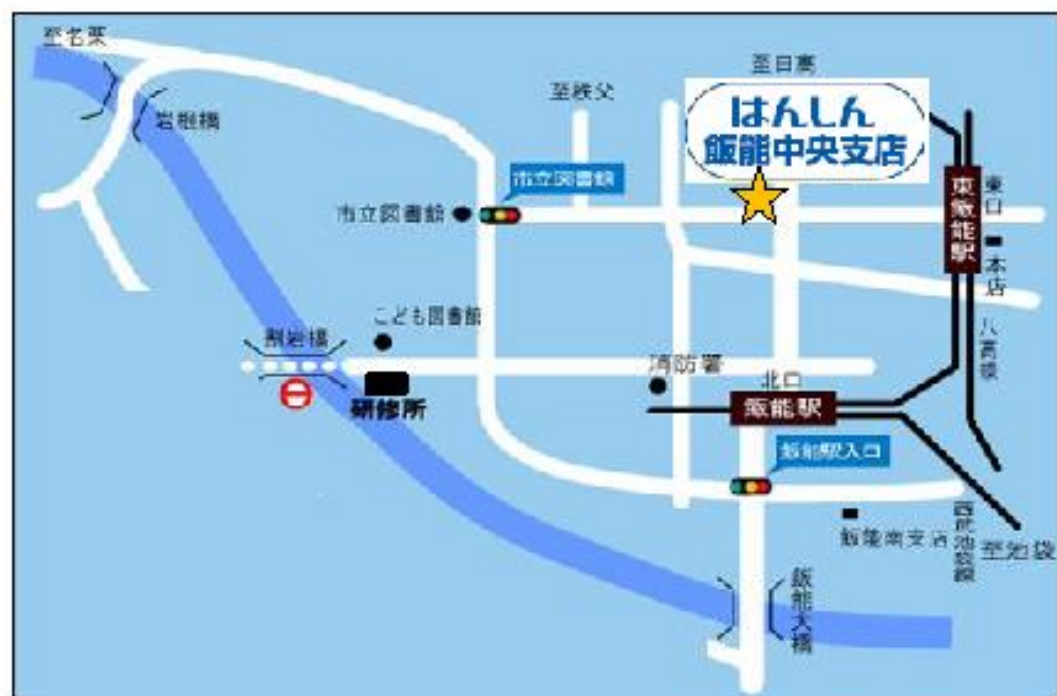 至名栗
岩根橋
至秩父
至日高
はんしん
飯能中央支店
市立図書館
市立図書館
東飯能駅
東口
本店
八高線
こども図書館
割岩橋
研修所
消防署
北口
飯能駅
飯能駅入口
飯能南支店
西武池袋線
至池袋
飯能大橋